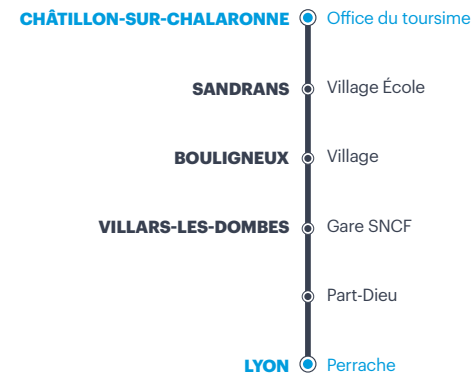 CHÂTILLON-SUR-CHALARONNE Office du toursime
SANDRANS Village École
BOULIGNEUX Village
VILLARS-LES-DOMBES Gare SNCF
Part-Dieu
LYON Perrache